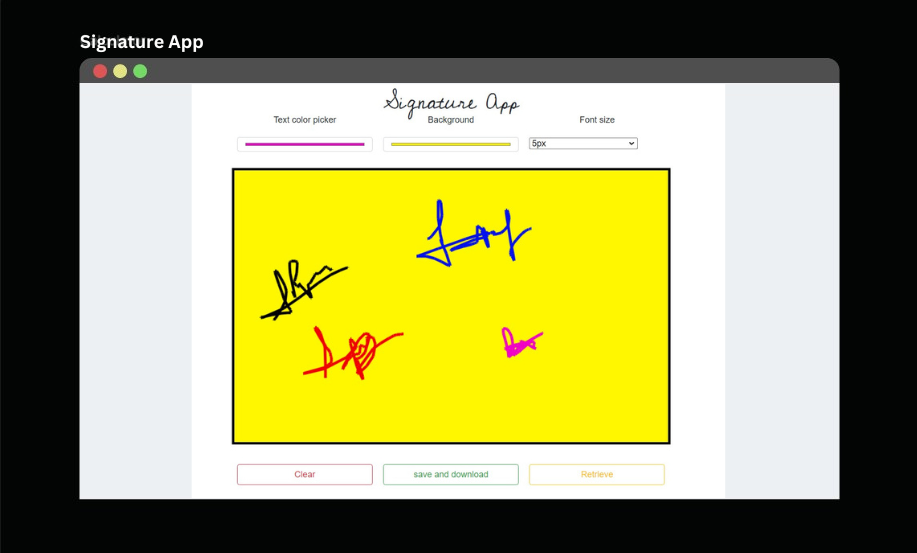 Signature App
Signature App
Text color picker Background Font size
5px
Clear save and download Retrieve